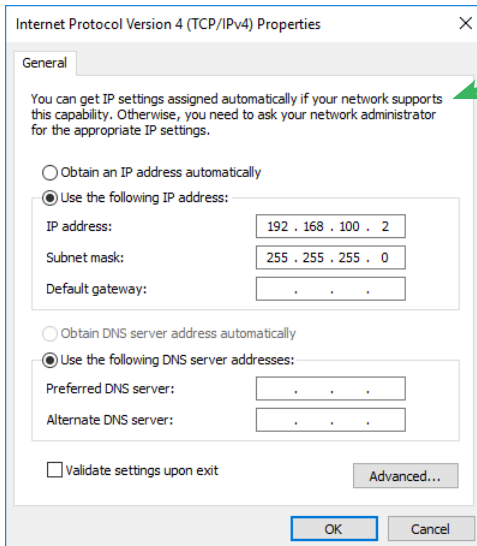 Internet Protocol Version 4 (TCP/IPv4) Properties
General
You can get IP settings assigned automatically if your network supports
this capability. Otherwise, you need to ask your network administrator
for the appropriate IP settings.
Obtain an IP address automatically
Use the following IP address:
IP address: 192 . 168 . 100 . 2
Subnet mask: 255 . 255 . 255 . 0
Default gateway: . . .
Obtain DNS server address automatically
Use the following DNS server addresses:
Preferred DNS server: . . .
Alternate DNS server: . . .
Validate settings upon exit
Advanced...
OK Cancel